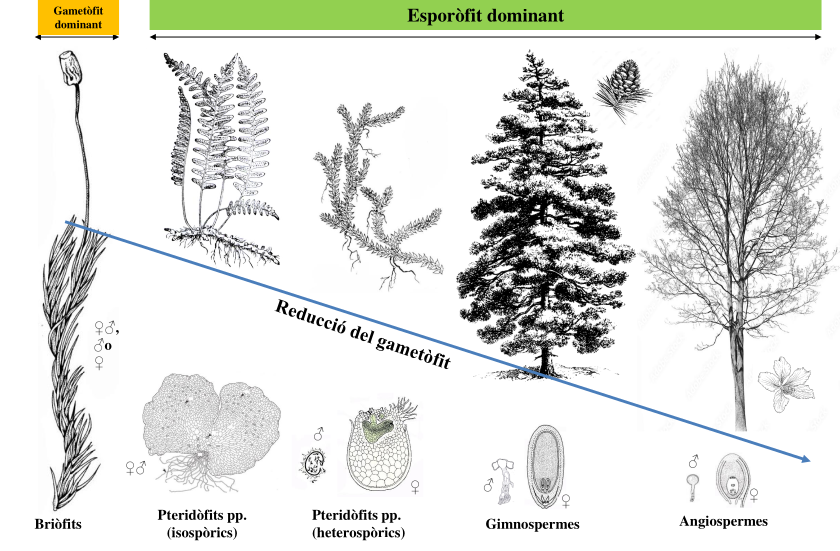 Gametòfit
dominant
Esporòfit dominant
Reducció del gametòfit
♀♂,
♂o
♀
♀♂
♂
♀
♂
♀
♂
♀
Briòfits
Pteridòfits pp.
(isospòrics)
Pteridòfits pp.
(heterospòrics)
Gimnospermes
Angiospermes